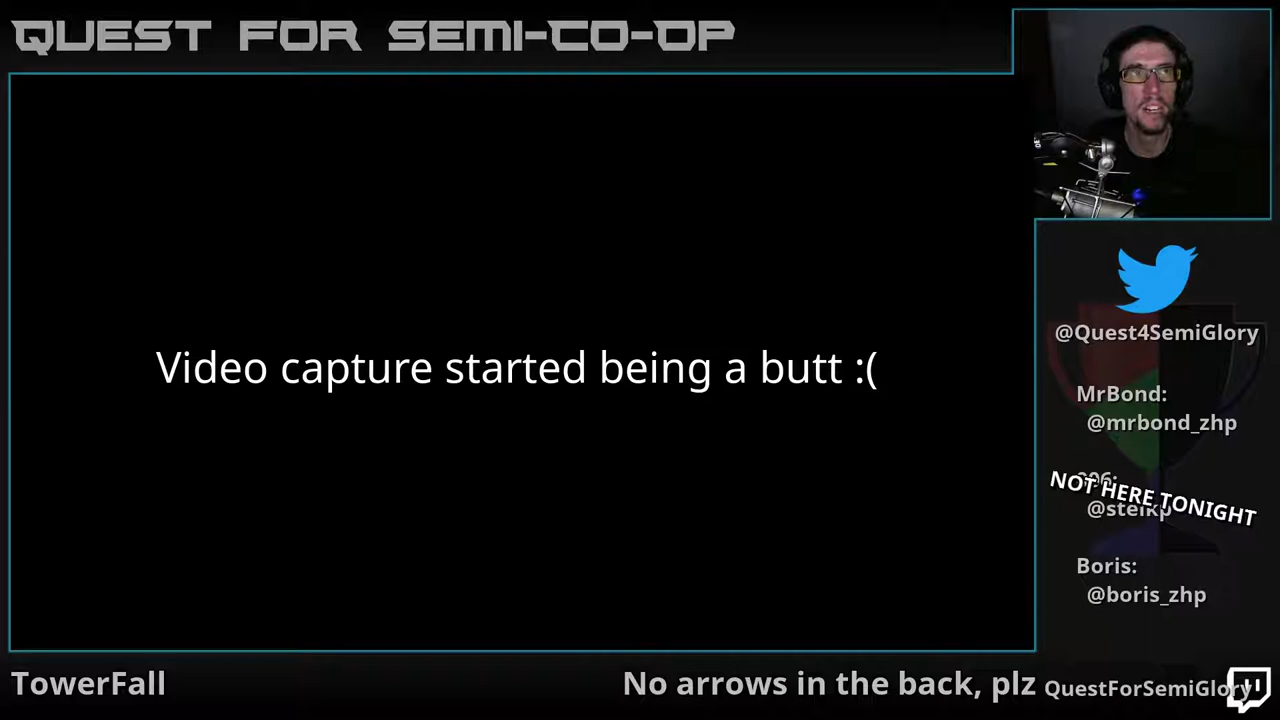 QUEST FOR SEMI-CO-OP
Video capture started being a butt :(
@Quest4SemiGlory
MrBond:
@mrbond_zhp
NOT HERE TONIGHT
Boris:
@boris_zhp
TowerFall
No arrows in the back, plz
QuestForSemiGlory